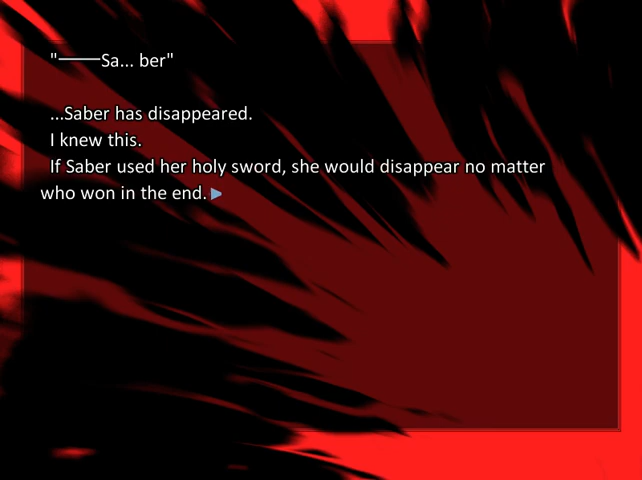 "━━━Sa... ber"
...Saber has disappeared.
I knew this.
If Saber used her holy sword, she would disappear no matter
who won in the end.